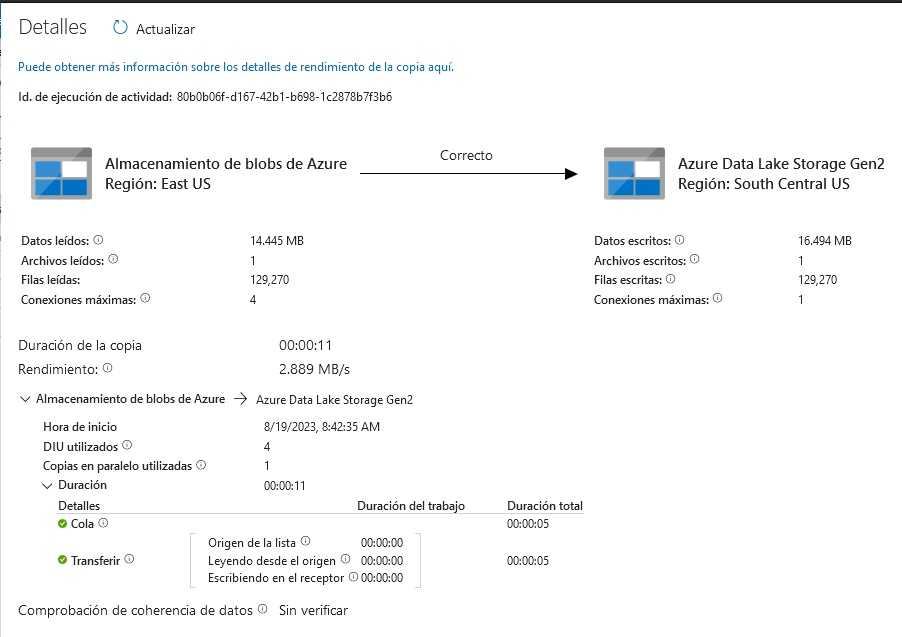 Detalles Actualizar
Puede obtener más información sobre los detalles de rendimiento de la copia aquí.
Id. de ejecución de actividad: 80b0b06f-d167-42b1-b698-1c2878b7f3b6
Correcto
Almacenamiento de blobs de Azure
Región: East US
Azure Data Lake Storage Gen2
Región: South Central US
Datos leídos: 14.445 MB
Archivos leídos: 1
Filas leídas: 129,270
Conexiones máximas: 4
Datos escritos: 16.494 MB
Archivos escritos: 1
Filas escritas: 129,270
Conexiones máximas: 1
Duración de la copia 00:00:11
Rendimiento: 2.889 MB/s
Almacenamiento de blobs de Azure → Azure Data Lake Storage Gen2
Hora de inicio 8/19/2023, 8:42:35 AM
DIU utilizados 4
Copias en paralelo utilizadas 1
Duración 00:00:11
Detalles Duración del trabajo Duración total
Cola 00:00:05
Origen de la lista 00:00:00
Transferir Leyendo desde el origen 00:00:00 00:00:05
Escribiendo en el receptor 00:00:00
Comprobación de coherencia de datos Sin verificar